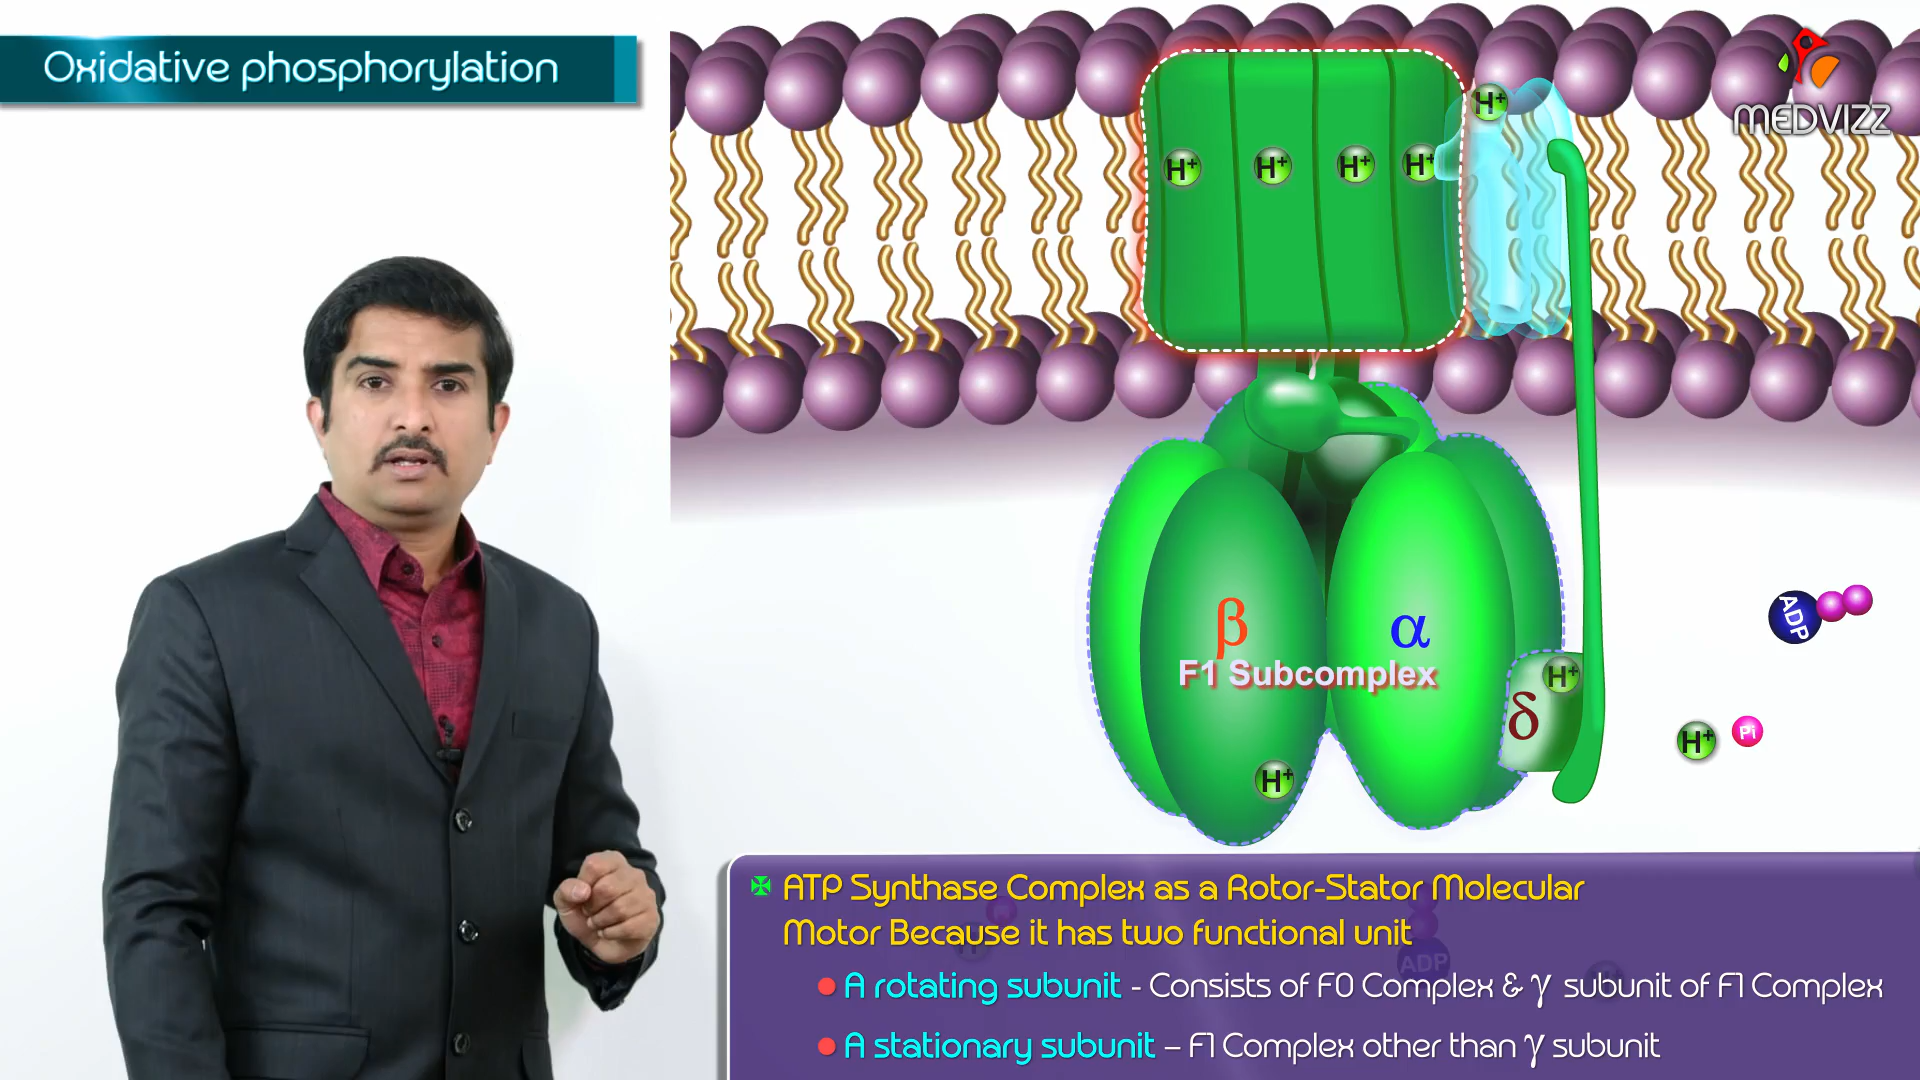 Oxidative phosphorylation
MEDVIZZ
H⁺
H⁺ H⁺ H⁺ H⁺
β α
F1 Subcomplex
ADP
H⁺
δ
H⁺ Pi
H⁺
ATP Synthase Complex as a Rotor-Stator Molecular
Motor Because it has two functional unit
A rotating subunit - Consists of F0 Complex & γ subunit of F1 Complex
ADP
A stationary subunit – F1 Complex other than γ subunit